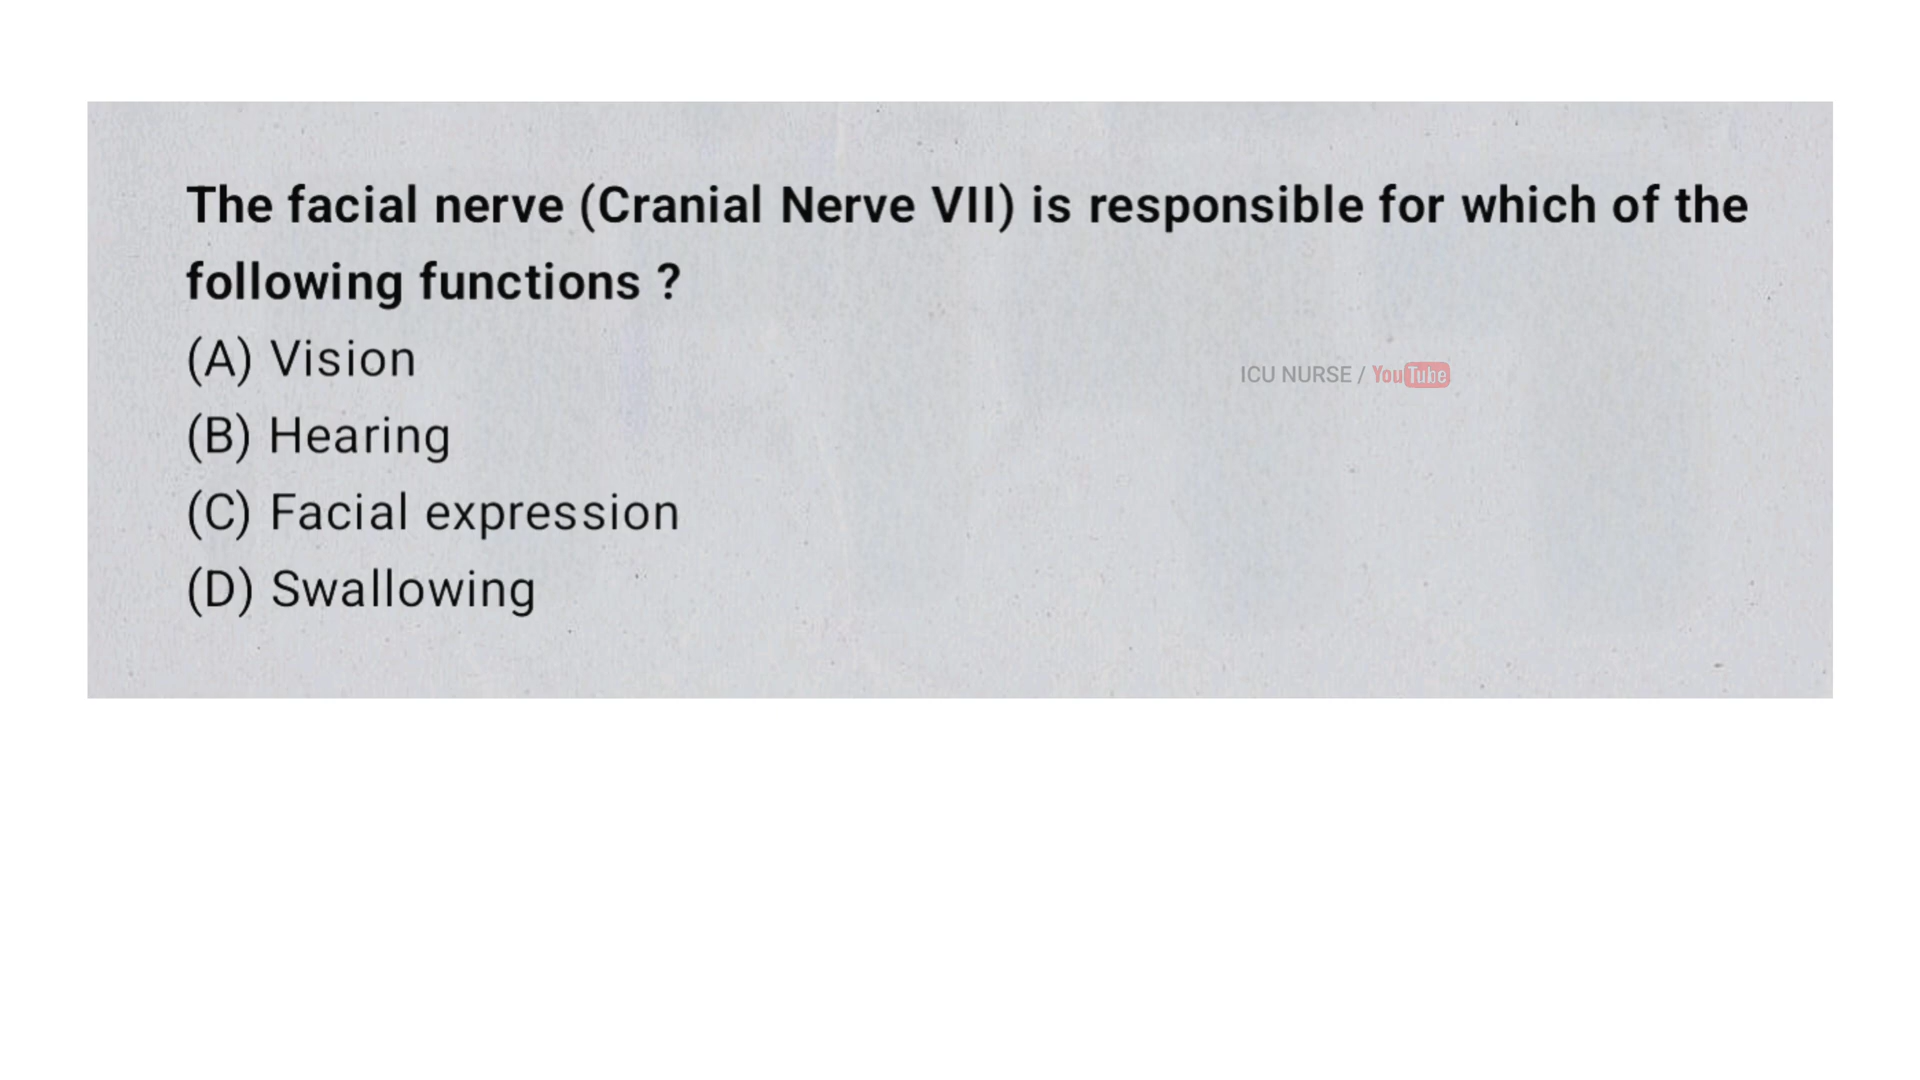 The facial nerve (Cranial Nerve VII) is responsible for which of the
following functions ?
(A) Vision
ICU NURSE / YouTube
(B) Hearing
(C) Facial expression
(D) Swallowing